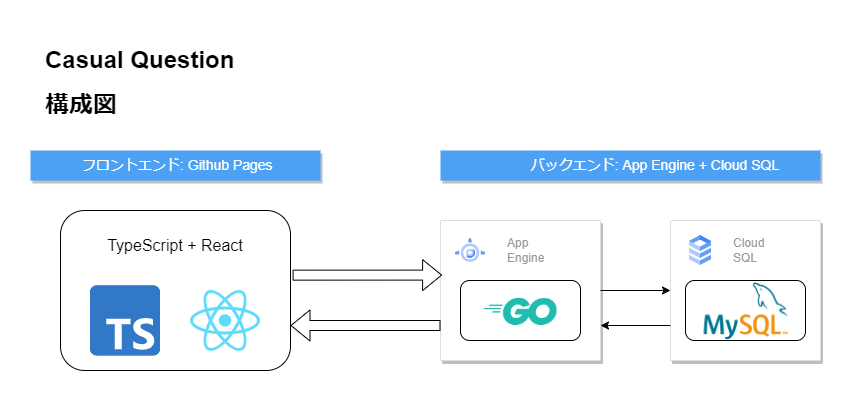 Casual Question
構成図
フロントエンド: Github Pages
バックエンド: App Engine + Cloud SQL
TypeScript + React
TS
App
Engine
GO
Cloud
SQL
MySQL™